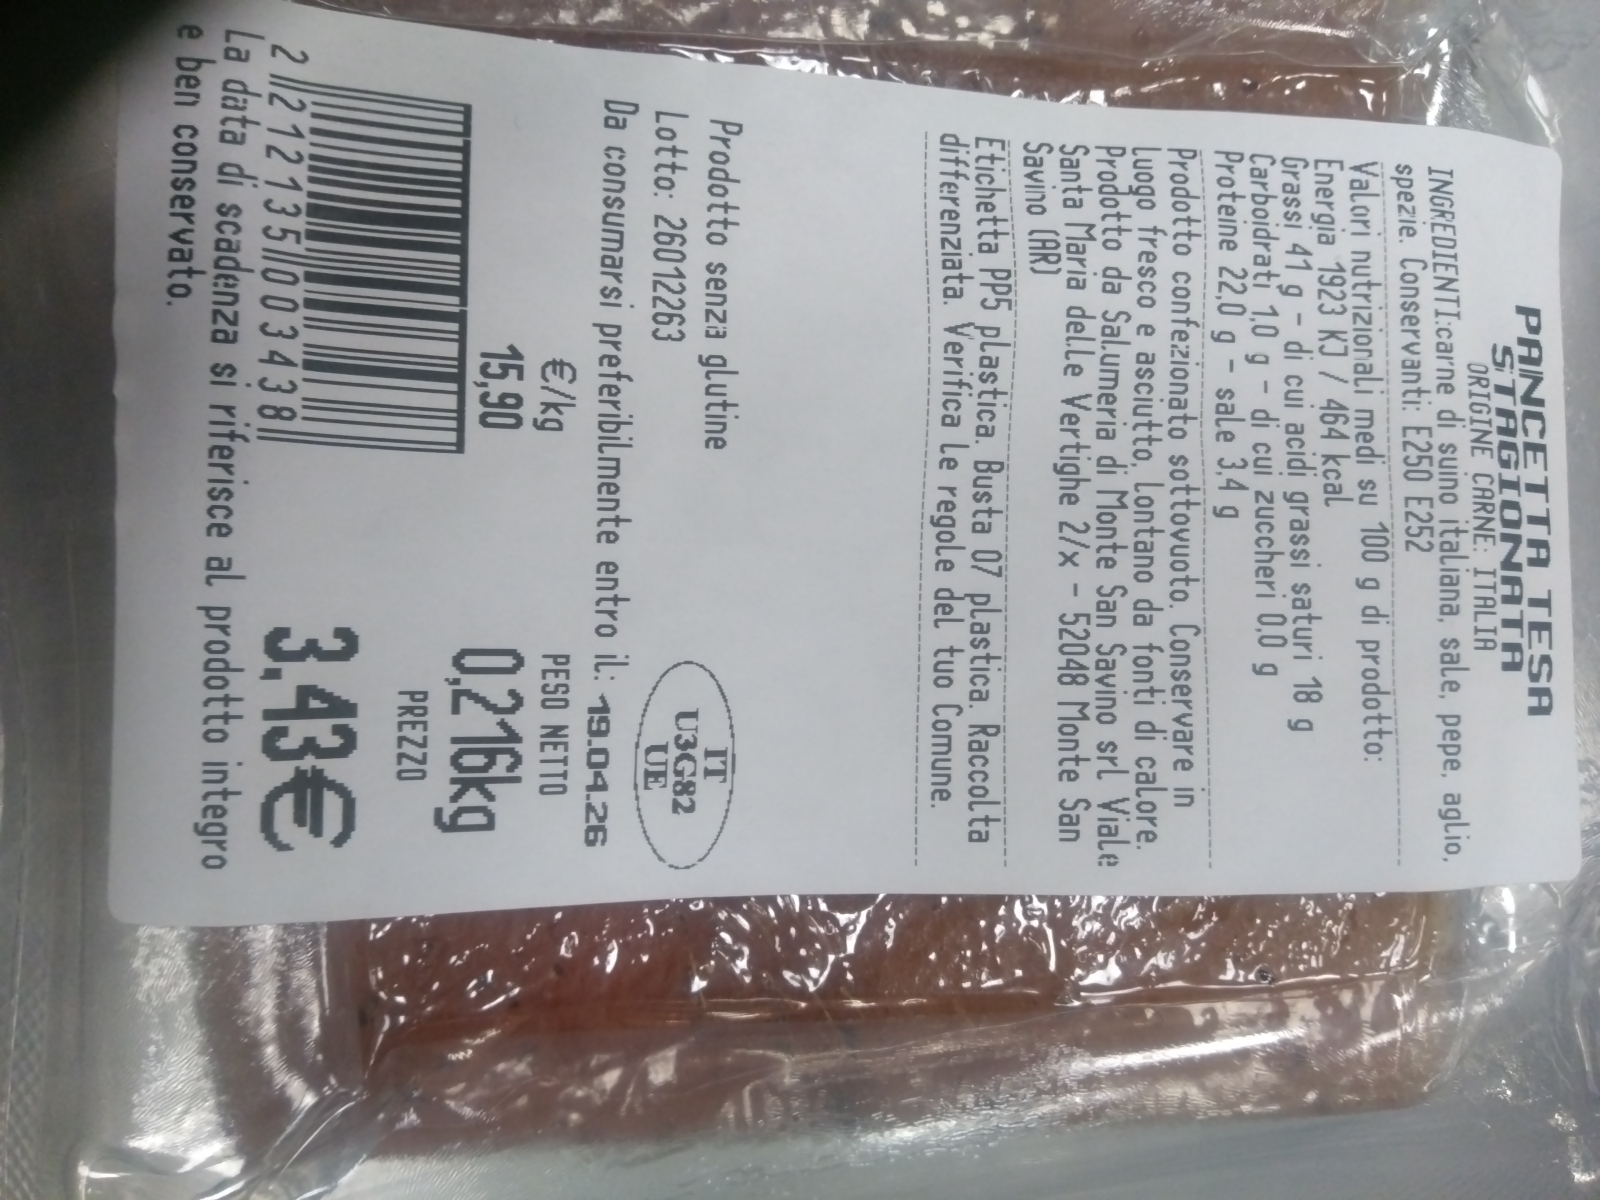 PANCETTA TESA
STAGIONATA
ORIGINE CARNE: ITALIA
INGREDIENTI:carne di suino italiana, sale, pepe, aglio,
spezie. Conservanti: E250 E252
Valori nutrizionali medi su 100 g di prodotto:
Energia 1923 KJ / 464 kcal
Grassi 41 g - di cui acidi grassi saturi 18 g
Carboidrati 1,0 g - di cui zuccheri 0,0 g
Proteine 22,0 g - sale 3,4 g
Prodotto confezionato sottovuoto. Conservare in
luogo fresco e asciutto, lontano da fonti di calore.
Prodotto da Salumeria di Monte San Savino srl Viale
Santa Maria delle Vertighe 2/x - 52048 Monte San
Savino (AR)
Etichetta PP5 plastica. Busta 07 plastica. Raccolta
differenziata. Verifica le regole del tuo Comune.
Prodotto senza glutine
Lotto: 26012263
IT
U3G82
UE
Da consumarsi preferibilmente entro il: 19.04.26
€/kg
15,90
PESO NETTO
0,216kg
PREZZO
3,43€
2 212135 003438
La data di scadenza si riferisce al prodotto integro
e ben conservato.